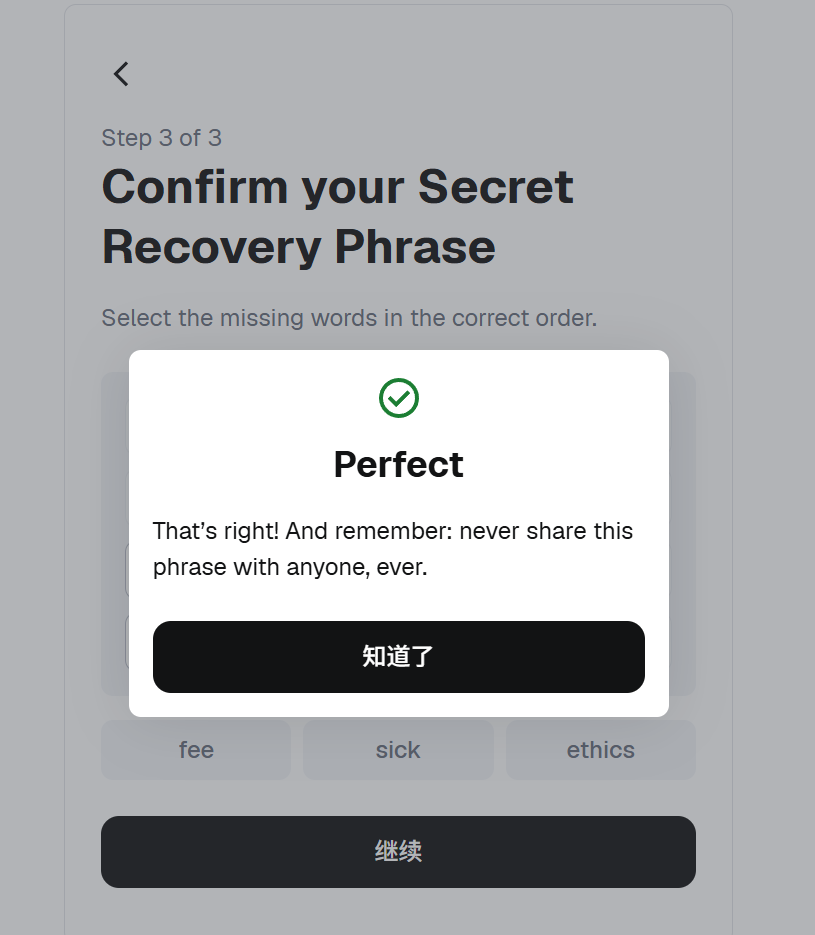 Step 3 of 3
Confirm your Secret
Recovery Phrase
Select the missing words in the correct order.
Perfect
That’s right! And remember: never share this
phrase with anyone, ever.
知道了
fee
sick
ethics
继续